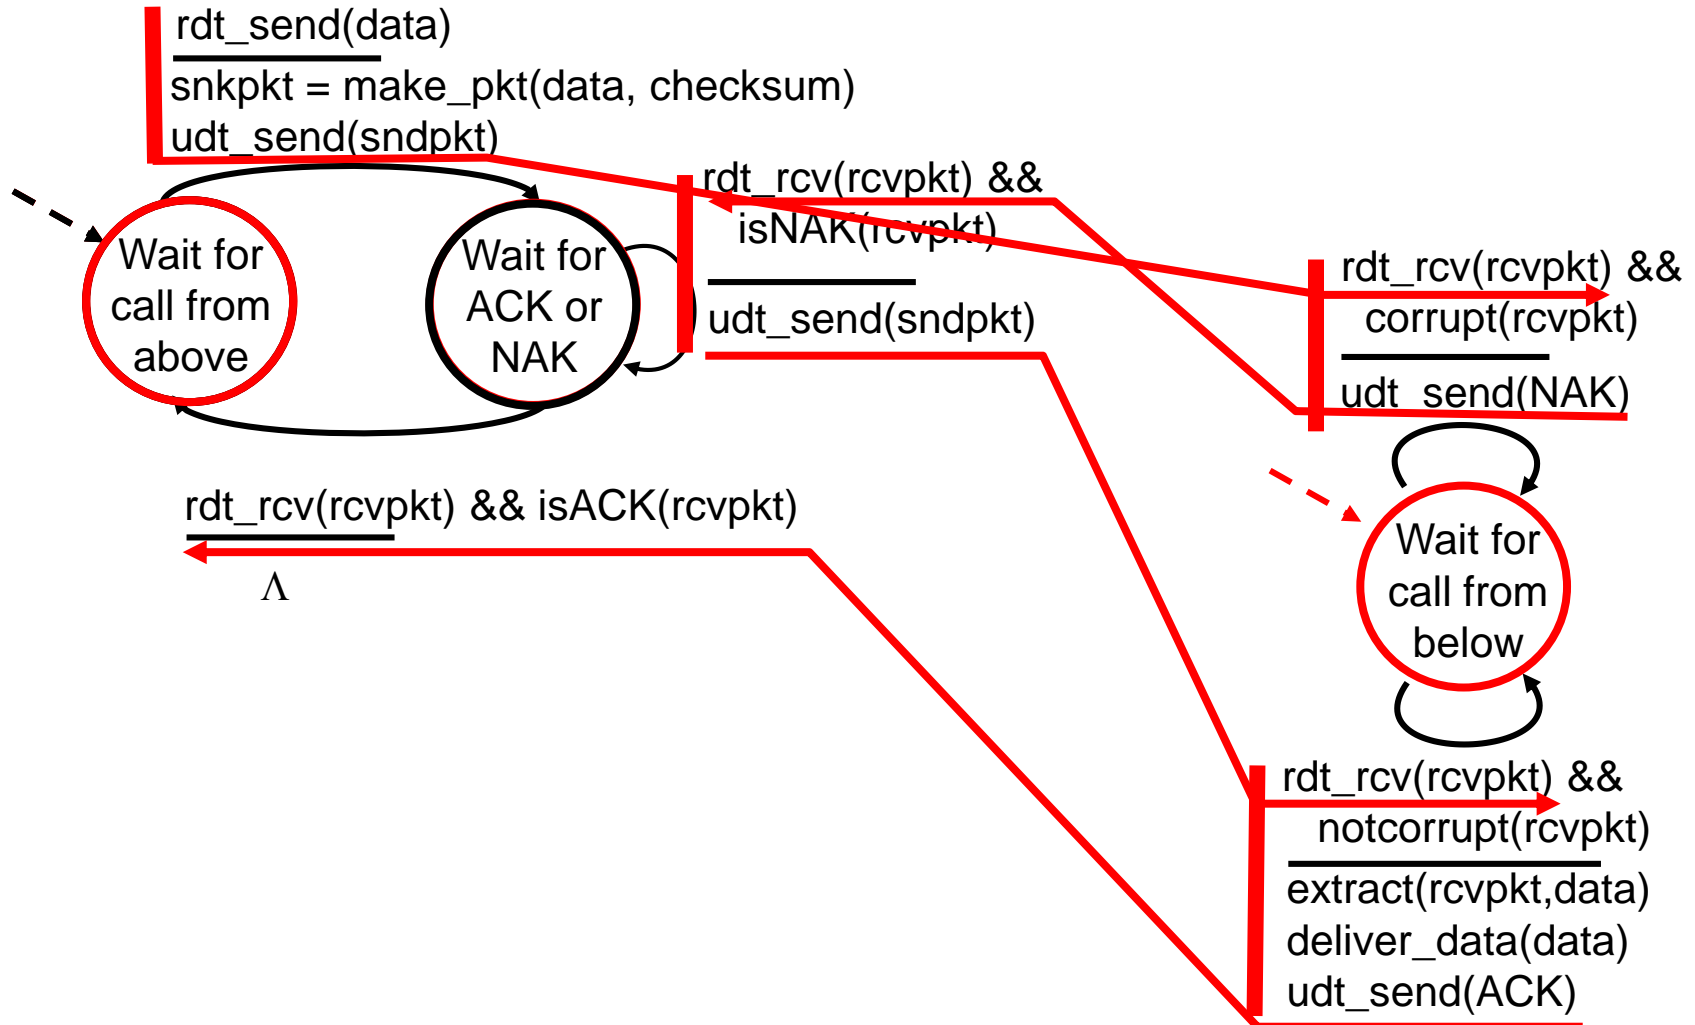 rdt_send(data)
snkpkt = make_pkt(data, checksum)
udt_send(sndpkt)
rdt_rcv(rcvpkt) &&
isNAK(rcvpkt)
udt_send(sndpkt)
Wait for
call from
above
Wait for
ACK or
NAK
rdt_rcv(rcvpkt) && isACK(rcvpkt)
Λ
rdt_rcv(rcvpkt) &&
corrupt(rcvpkt)
udt_send(NAK)
Wait for
call from
below
rdt_rcv(rcvpkt) &&
notcorrupt(rcvpkt)
extract(rcvpkt,data)
deliver_data(data)
udt_send(ACK)